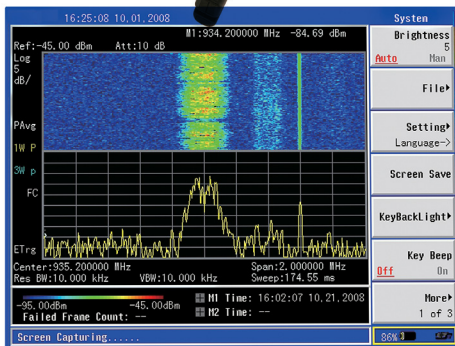 16:25:08 10.01.2008
System
M1:934.200000 MHz -84.69 dBm
Ref:-45.00 dBm Att:10 dB
Log
5
dB/
PAvg
1W P
3W p
FC
ETrg
Center:935.200000 MHz Span:2.000000 MHz
Res BW:10.000 kHz VBW:10.000 kHz Sweep:174.55 ms
-95.00dBm -45.00dBm
Failed Frame Count: --
M1 Time: 16:02:07 10.21.2008
M2 Time: --
Screen Capturing......
Brightness
5
Auto Man
File
Setting
Language->
Screen Save
KeyBackLight
Key Beep
Off On
More
1 of 3
86%